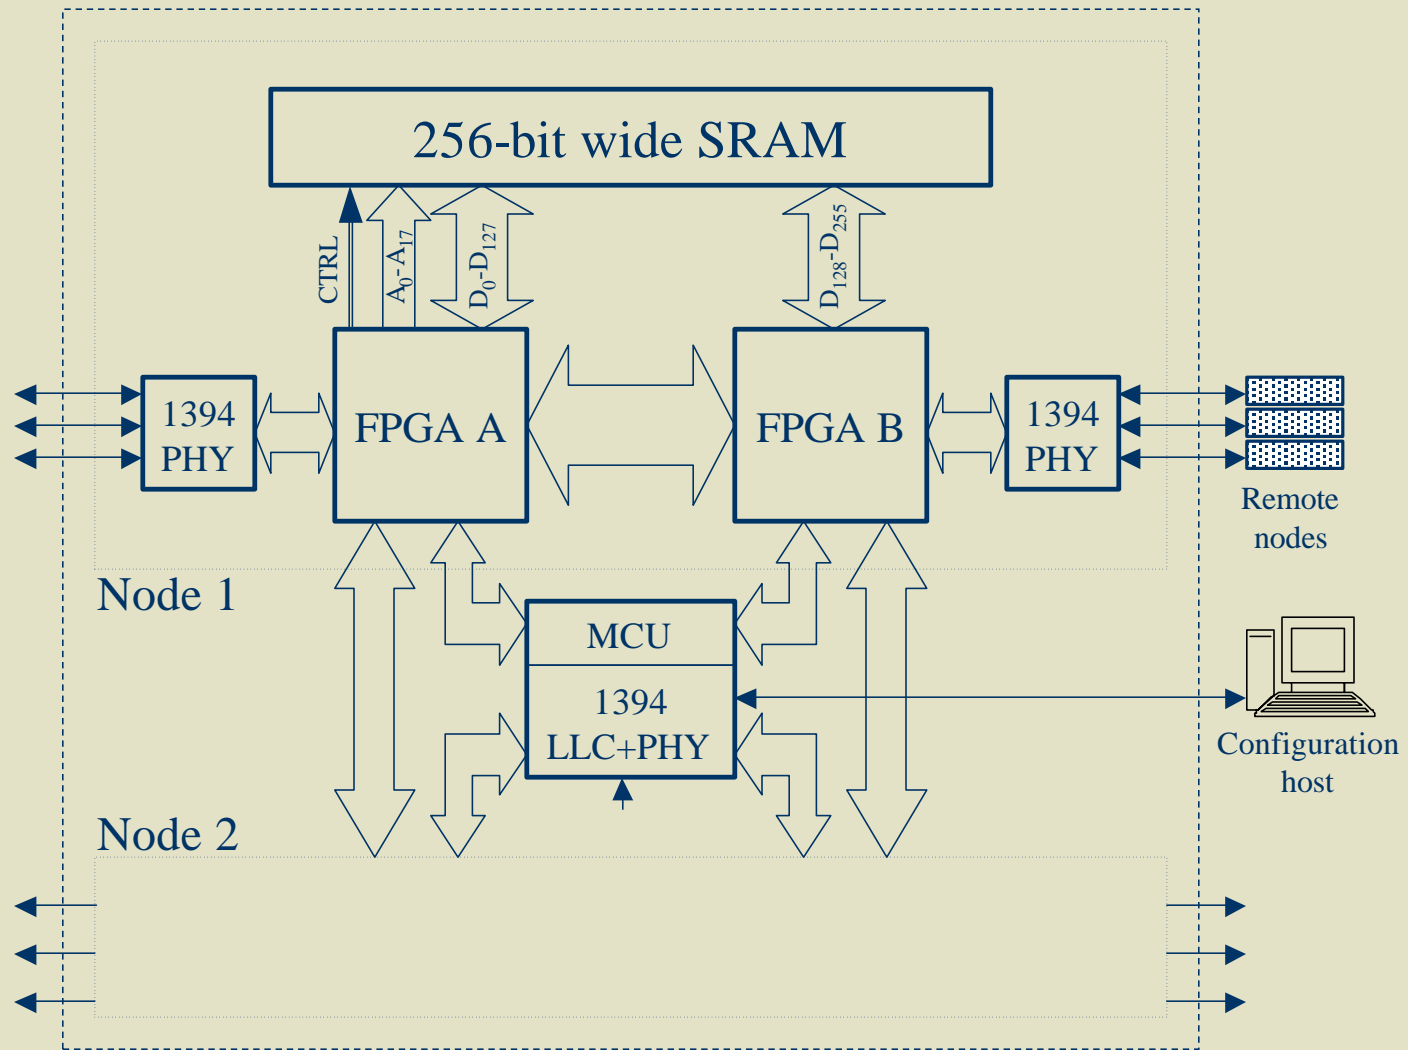 256-bit wide SRAM
CTRL
A0-A17
D0-D127
D128-D255
1394
PHY
FPGA A
FPGA B
1394
PHY
Remote
nodes
Node 1
MCU
1394
LLC+PHY
Configuration
host
Node 2